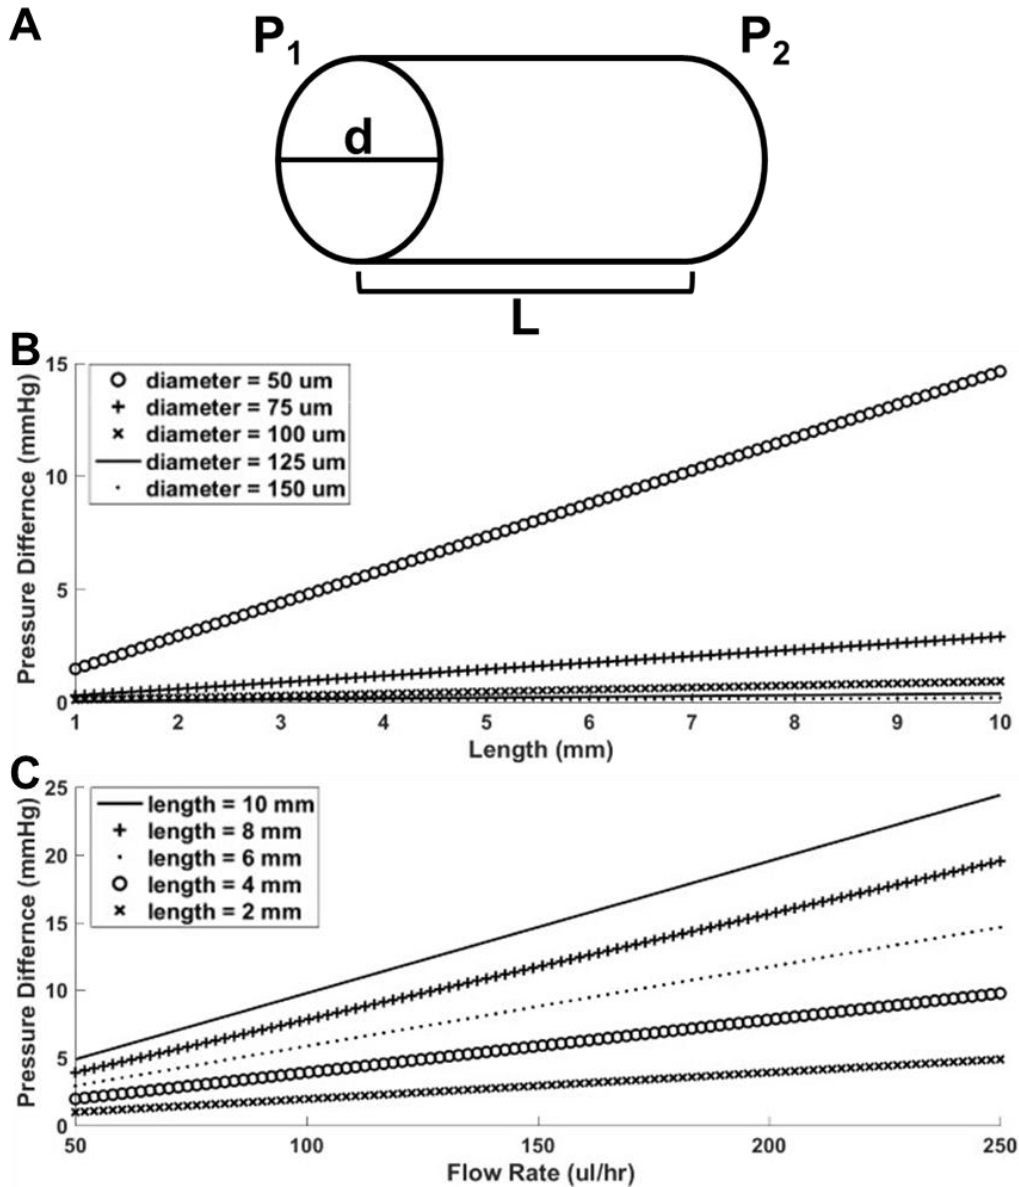 A
P1
P2
d
L
B
15
10
5
0
diameter = 50 um
diameter = 75 um
diameter = 100 um
diameter = 125 um
diameter = 150 um
Pressure Differnce (mmHg)
1 2 3 4 5 6 7 8 9 10
Length (mm)
C
25
20
15
10
5
0
length = 10 mm
length = 8 mm
length = 6 mm
length = 4 mm
length = 2 mm
Pressure Differnce (mmHg)
50 100 150 200 250
Flow Rate (ul/hr)